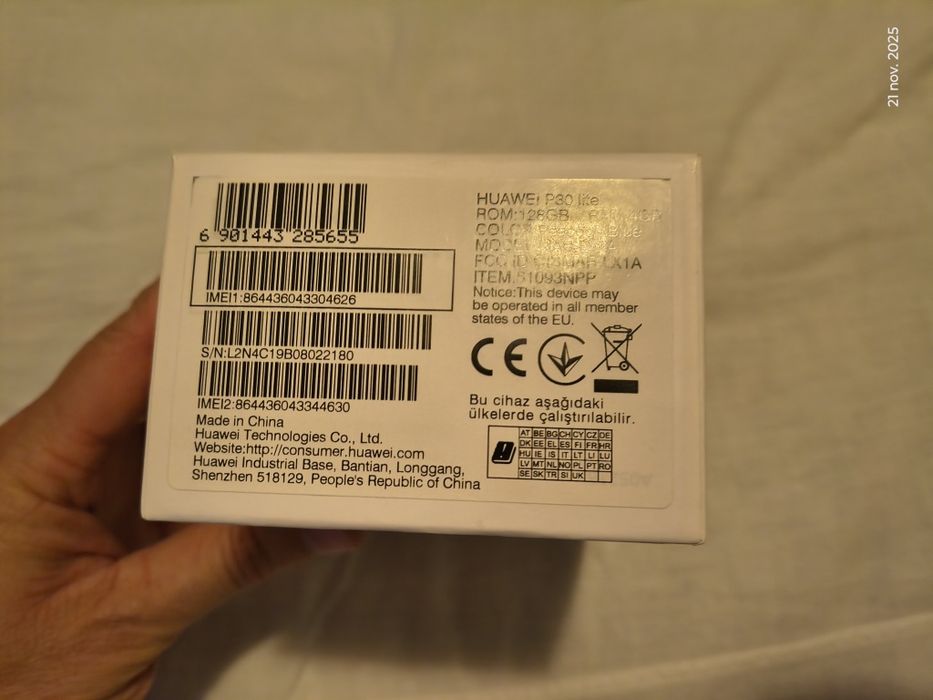 21 nov. 2025
6 901443 285655
IMEI1:864436043304626
S/N:L2N4C19B08022180
IMEI2:864436043344630
Made in China
Huawei Technologies Co., Ltd.
Website:http://consumer.huawei.com
Huawei Industrial Base, Bantian, Longgang,
Shenzhen 518129, People's Republic of China
HUAWEI P30 lite
ROM:128GB
FCC ID
ITEM:51093NPP
Notice:This device may
be operated in all member
states of the EU.
CE
Bu cihaz aşağıdaki
ülkelerde çalıştırılabilir.
AT BE BG CH CY CZ DE
DK EE EL ES FI FR HR
HU IE IS IT LT LI LU
LV MT NL NO PL PT RO
SE SK TR SI UK